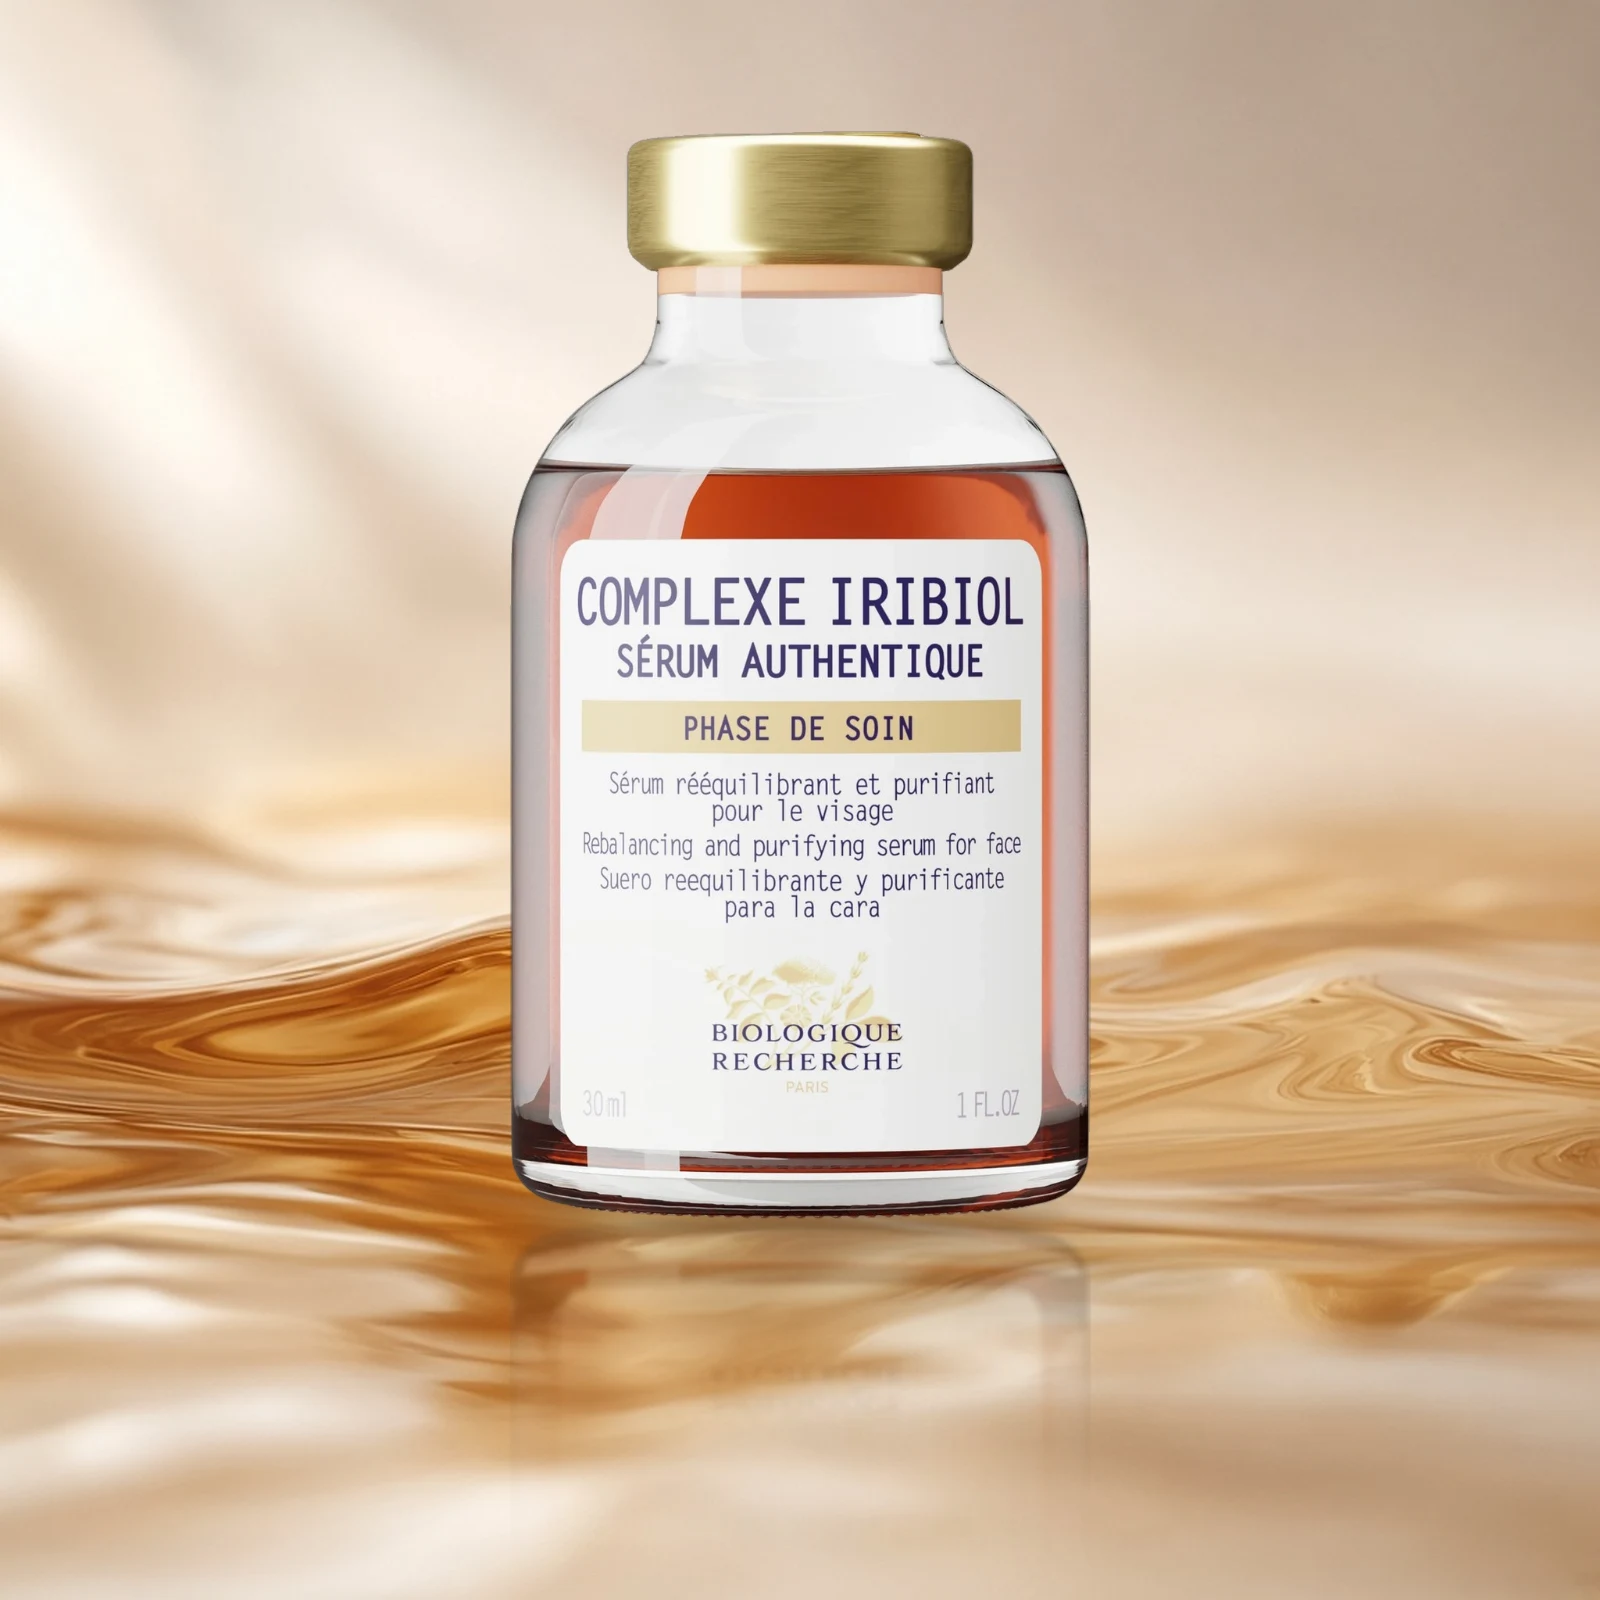 COMPLEXE IRIBIOL
SÉRUM AUTHENTIQUE
PHASE DE SOIN
Sérum rééquilibrant et purifiant
pour le visage
Rebalancing and purifying serum for face
Suero reequilibrante y purificante
para la cara
BIOLOGIQUE
RECHERCHE
PARIS
30ml
1 FL.OZ